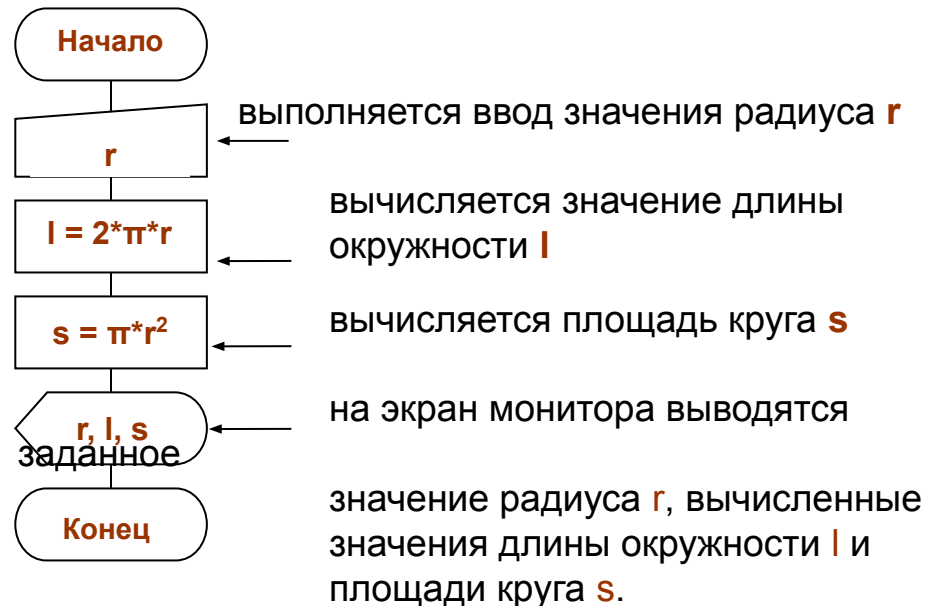 Начало
выполняется ввод значения радиуса r
r
вычисляется значение длины
окружности l
l = 2*π*r
вычисляется площадь круга s
s = π*r²
на экран монитора выводятся
r, l, s
заданное
значение радиуса r, вычисленные
значения длины окружности l и
площади круга s.
Конец